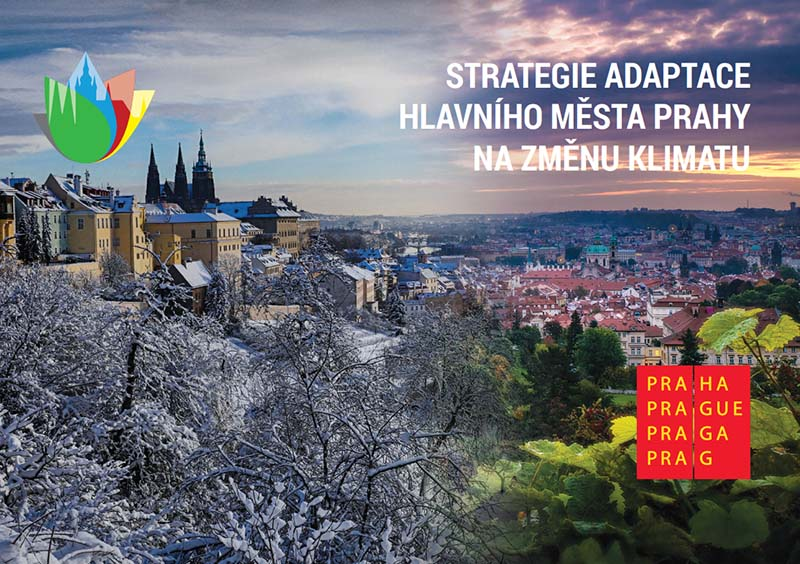 STRATEGIE ADAPTACE
HLAVNÍHO MĚSTA PRAHY
NA ZMĚNU KLIMATU
PRA HA
PRA GUE
PRA GA
PRA G